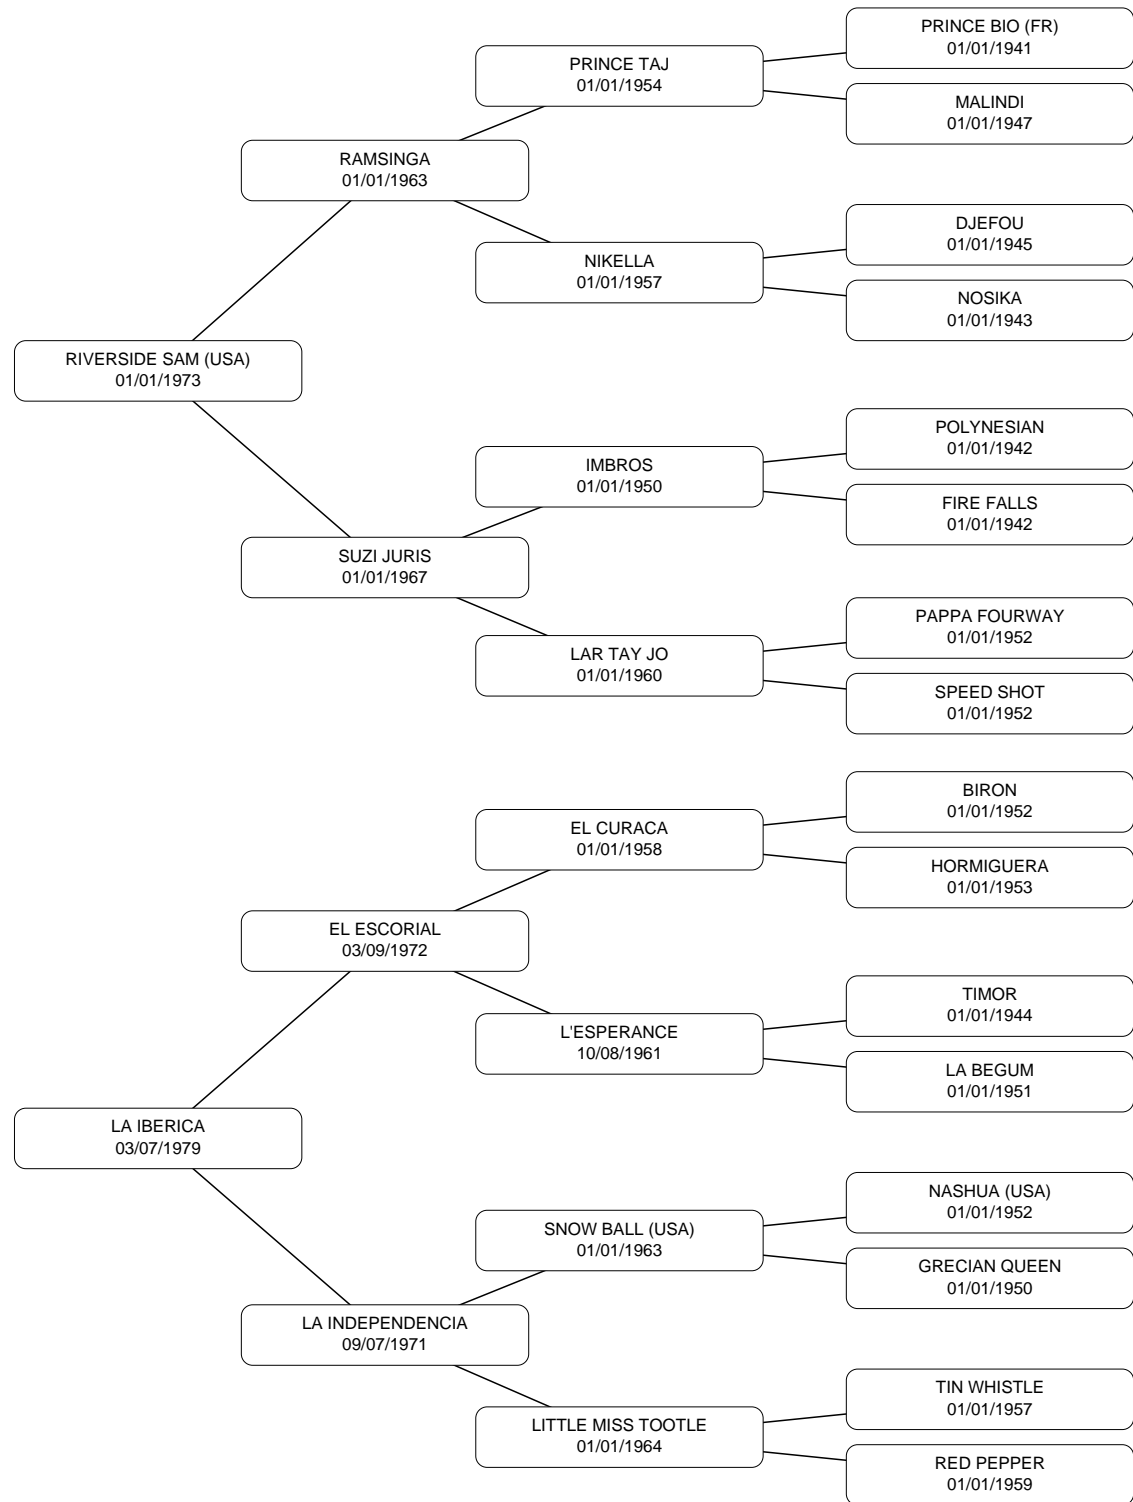 PRINCE BIO (FR)
01/01/1941
PRINCE TAJ
01/01/1954
MALINDI
01/01/1947
RAMSINGA
01/01/1963
DJEFOU
01/01/1945
NIKELLA
01/01/1957
NOSIKA
01/01/1943
RIVERSIDE SAM (USA)
01/01/1973
POLYNESIAN
01/01/1942
IMBROS
01/01/1950
FIRE FALLS
01/01/1942
SUZI JURIS
01/01/1967
PAPPA FOURWAY
01/01/1952
LAR TAY JO
01/01/1960
SPEED SHOT
01/01/1952
BIRON
01/01/1952
EL CURACA
01/01/1958
HORMIGUERA
01/01/1953
EL ESCORIAL
03/09/1972
TIMOR
01/01/1944
L'ESPERANCE
10/08/1961
LA BEGUM
01/01/1951
LA IBERICA
03/07/1979
NASHUA (USA)
01/01/1952
SNOW BALL (USA)
01/01/1963
GRECIAN QUEEN
01/01/1950
LA INDEPENDENCIA
09/07/1971
TIN WHISTLE
01/01/1957
LITTLE MISS TOOTLE
01/01/1964
RED PEPPER
01/01/1959